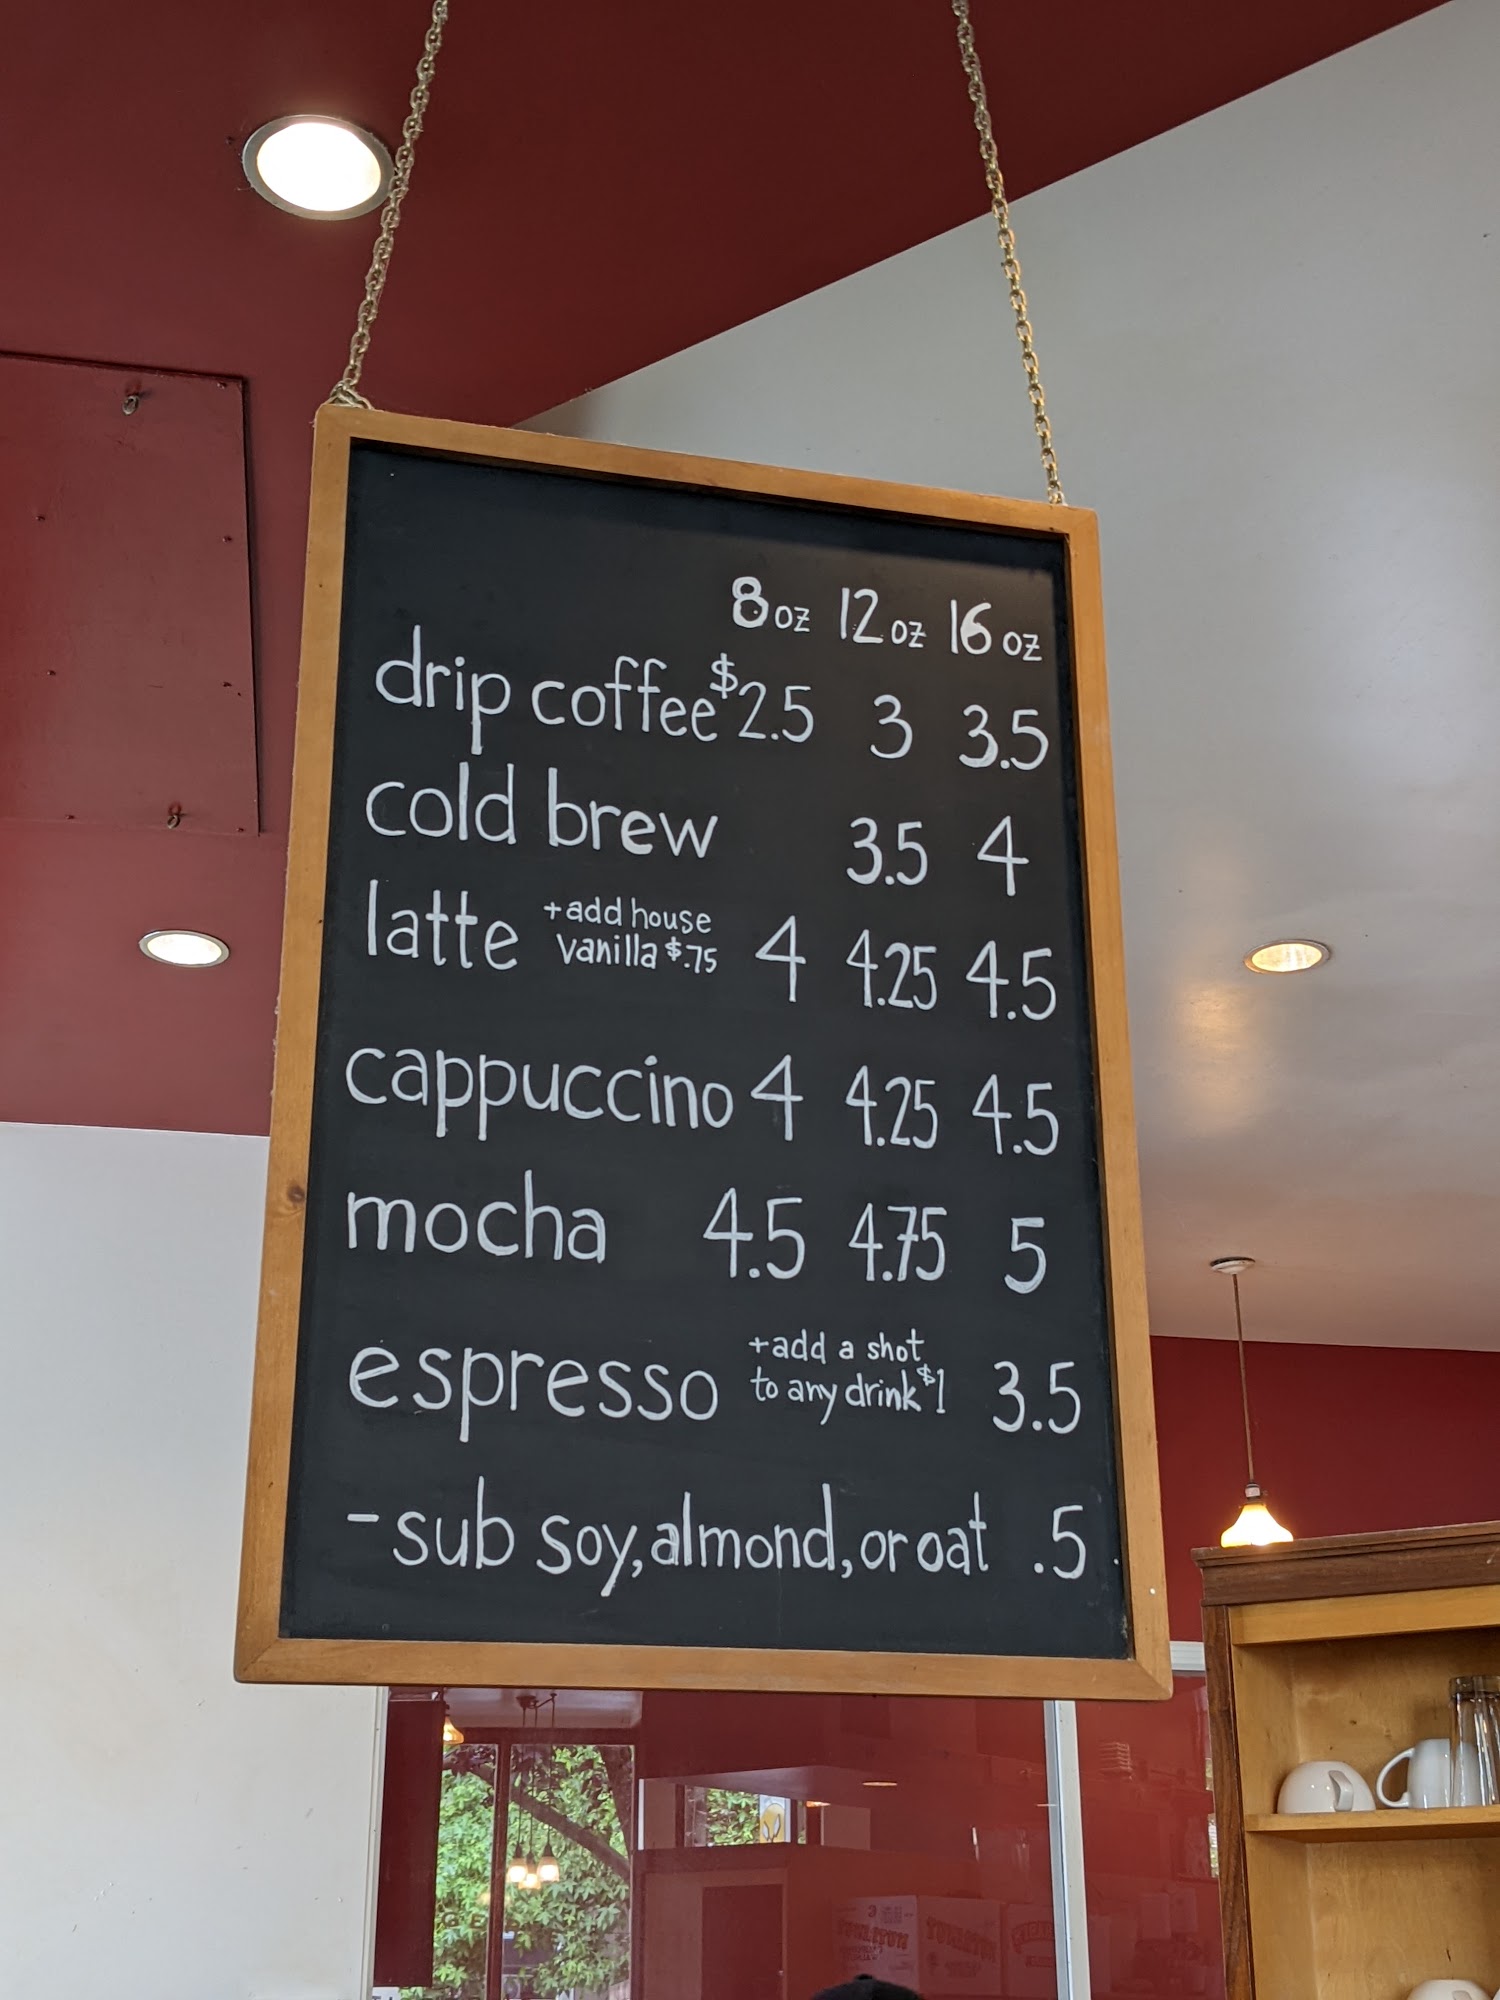 8oz 12oz 16oz
drip coffee $2.5 3 3.5
cold brew 3.5 4
latte +add house vanilla $.75 4 4.25 4.5
cappuccino 4 4.25 4.5
mocha 4.5 4.75 5
espresso +add a shot to any drink $1 3.5
- sub soy, almond, or oat .5